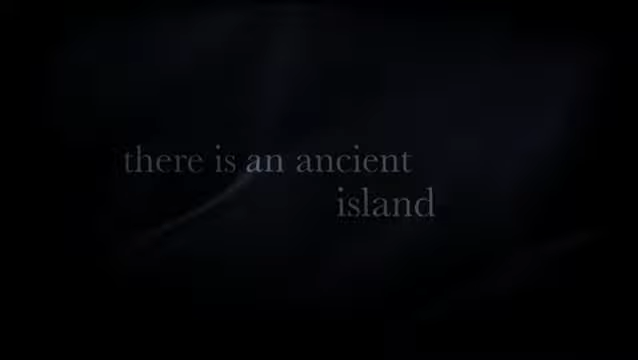 there is an ancient
island